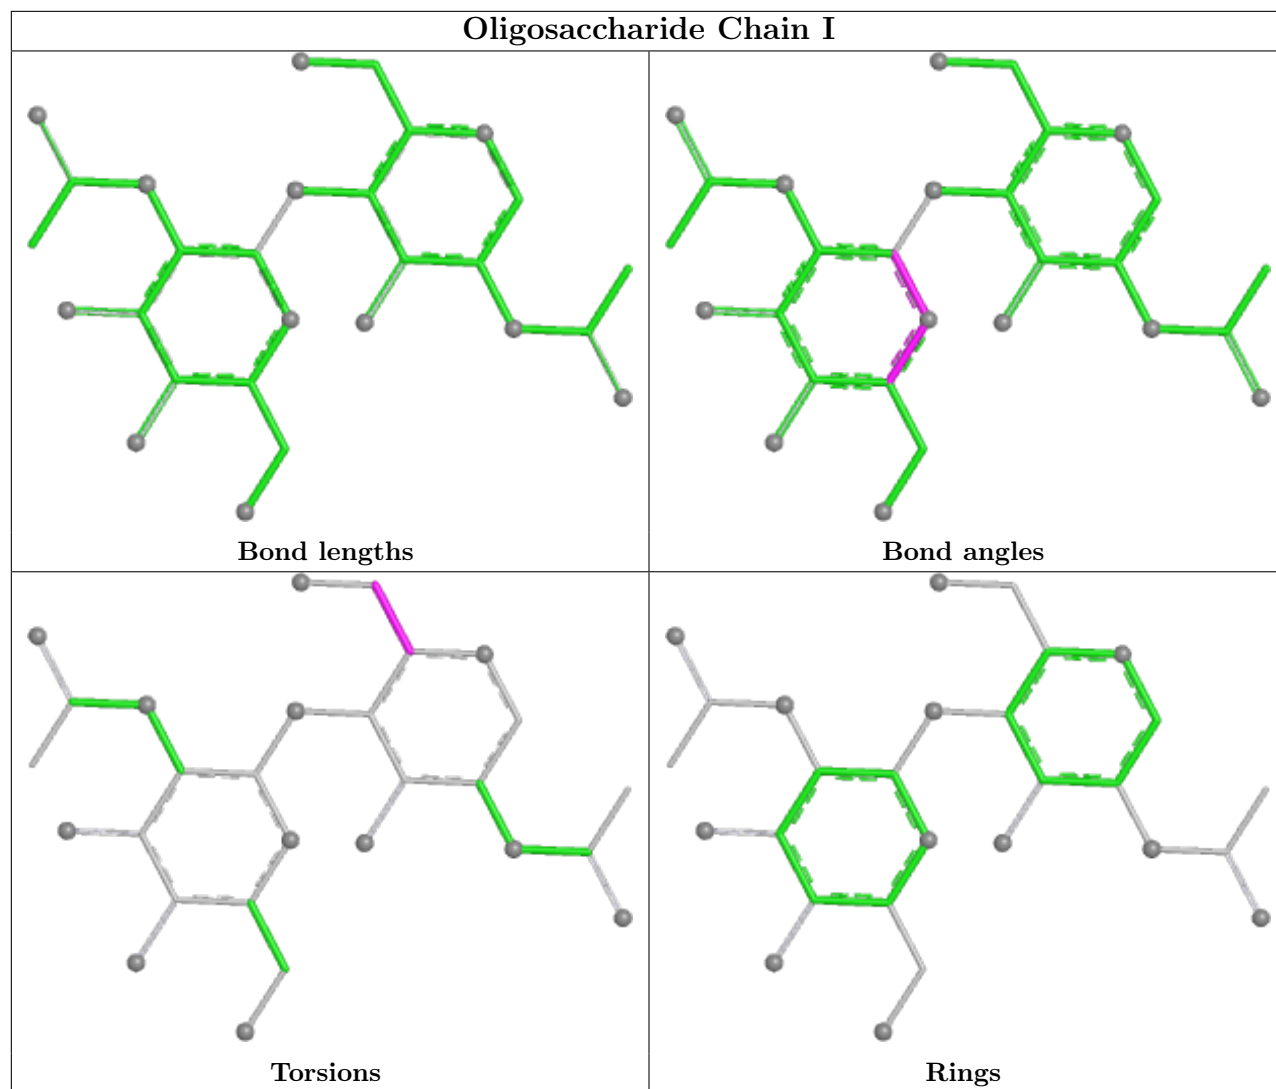 Oligosaccharide Chain I
Bond lengths
Bond angles
Torsions
Rings